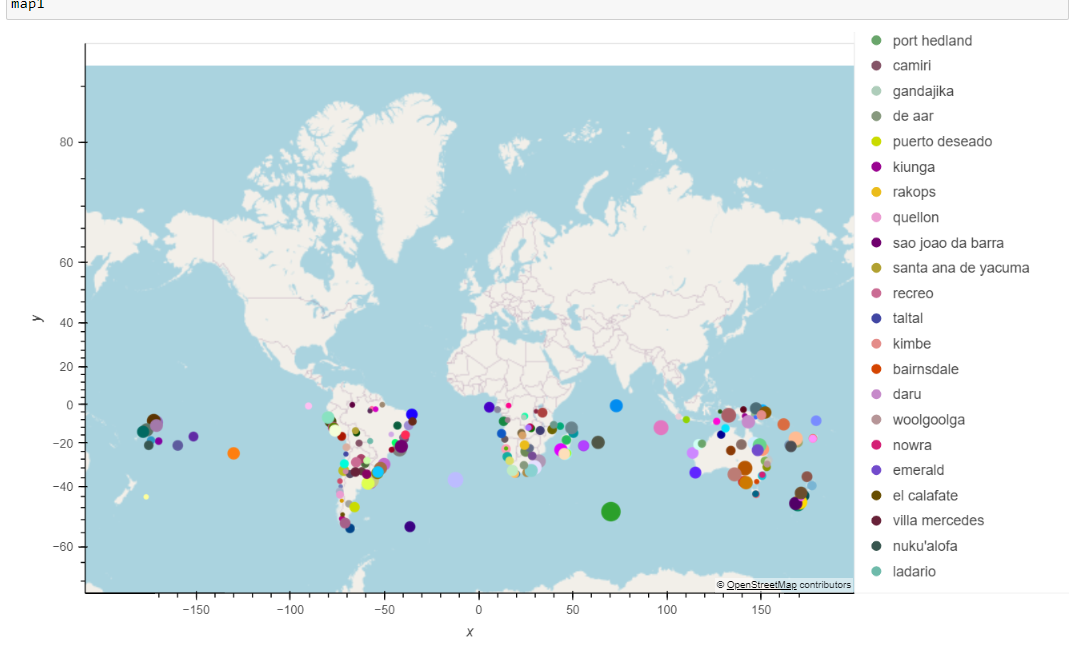 map1
port hedland
camiri
gandajika
de aar
puerto deseado
kiunga
rakops
quellon
sao joao da barra
santa ana de yacuma
recreo
taltal
kimbe
bairnsdale
daru
woolgoolga
nowra
emerald
el calafate
villa mercedes
nuku'alofa
ladario
80
60
40
20
0
−20
−40
−60
y
© OpenStreetMap contributors
−150 −100 −50 0 50 100 150
x